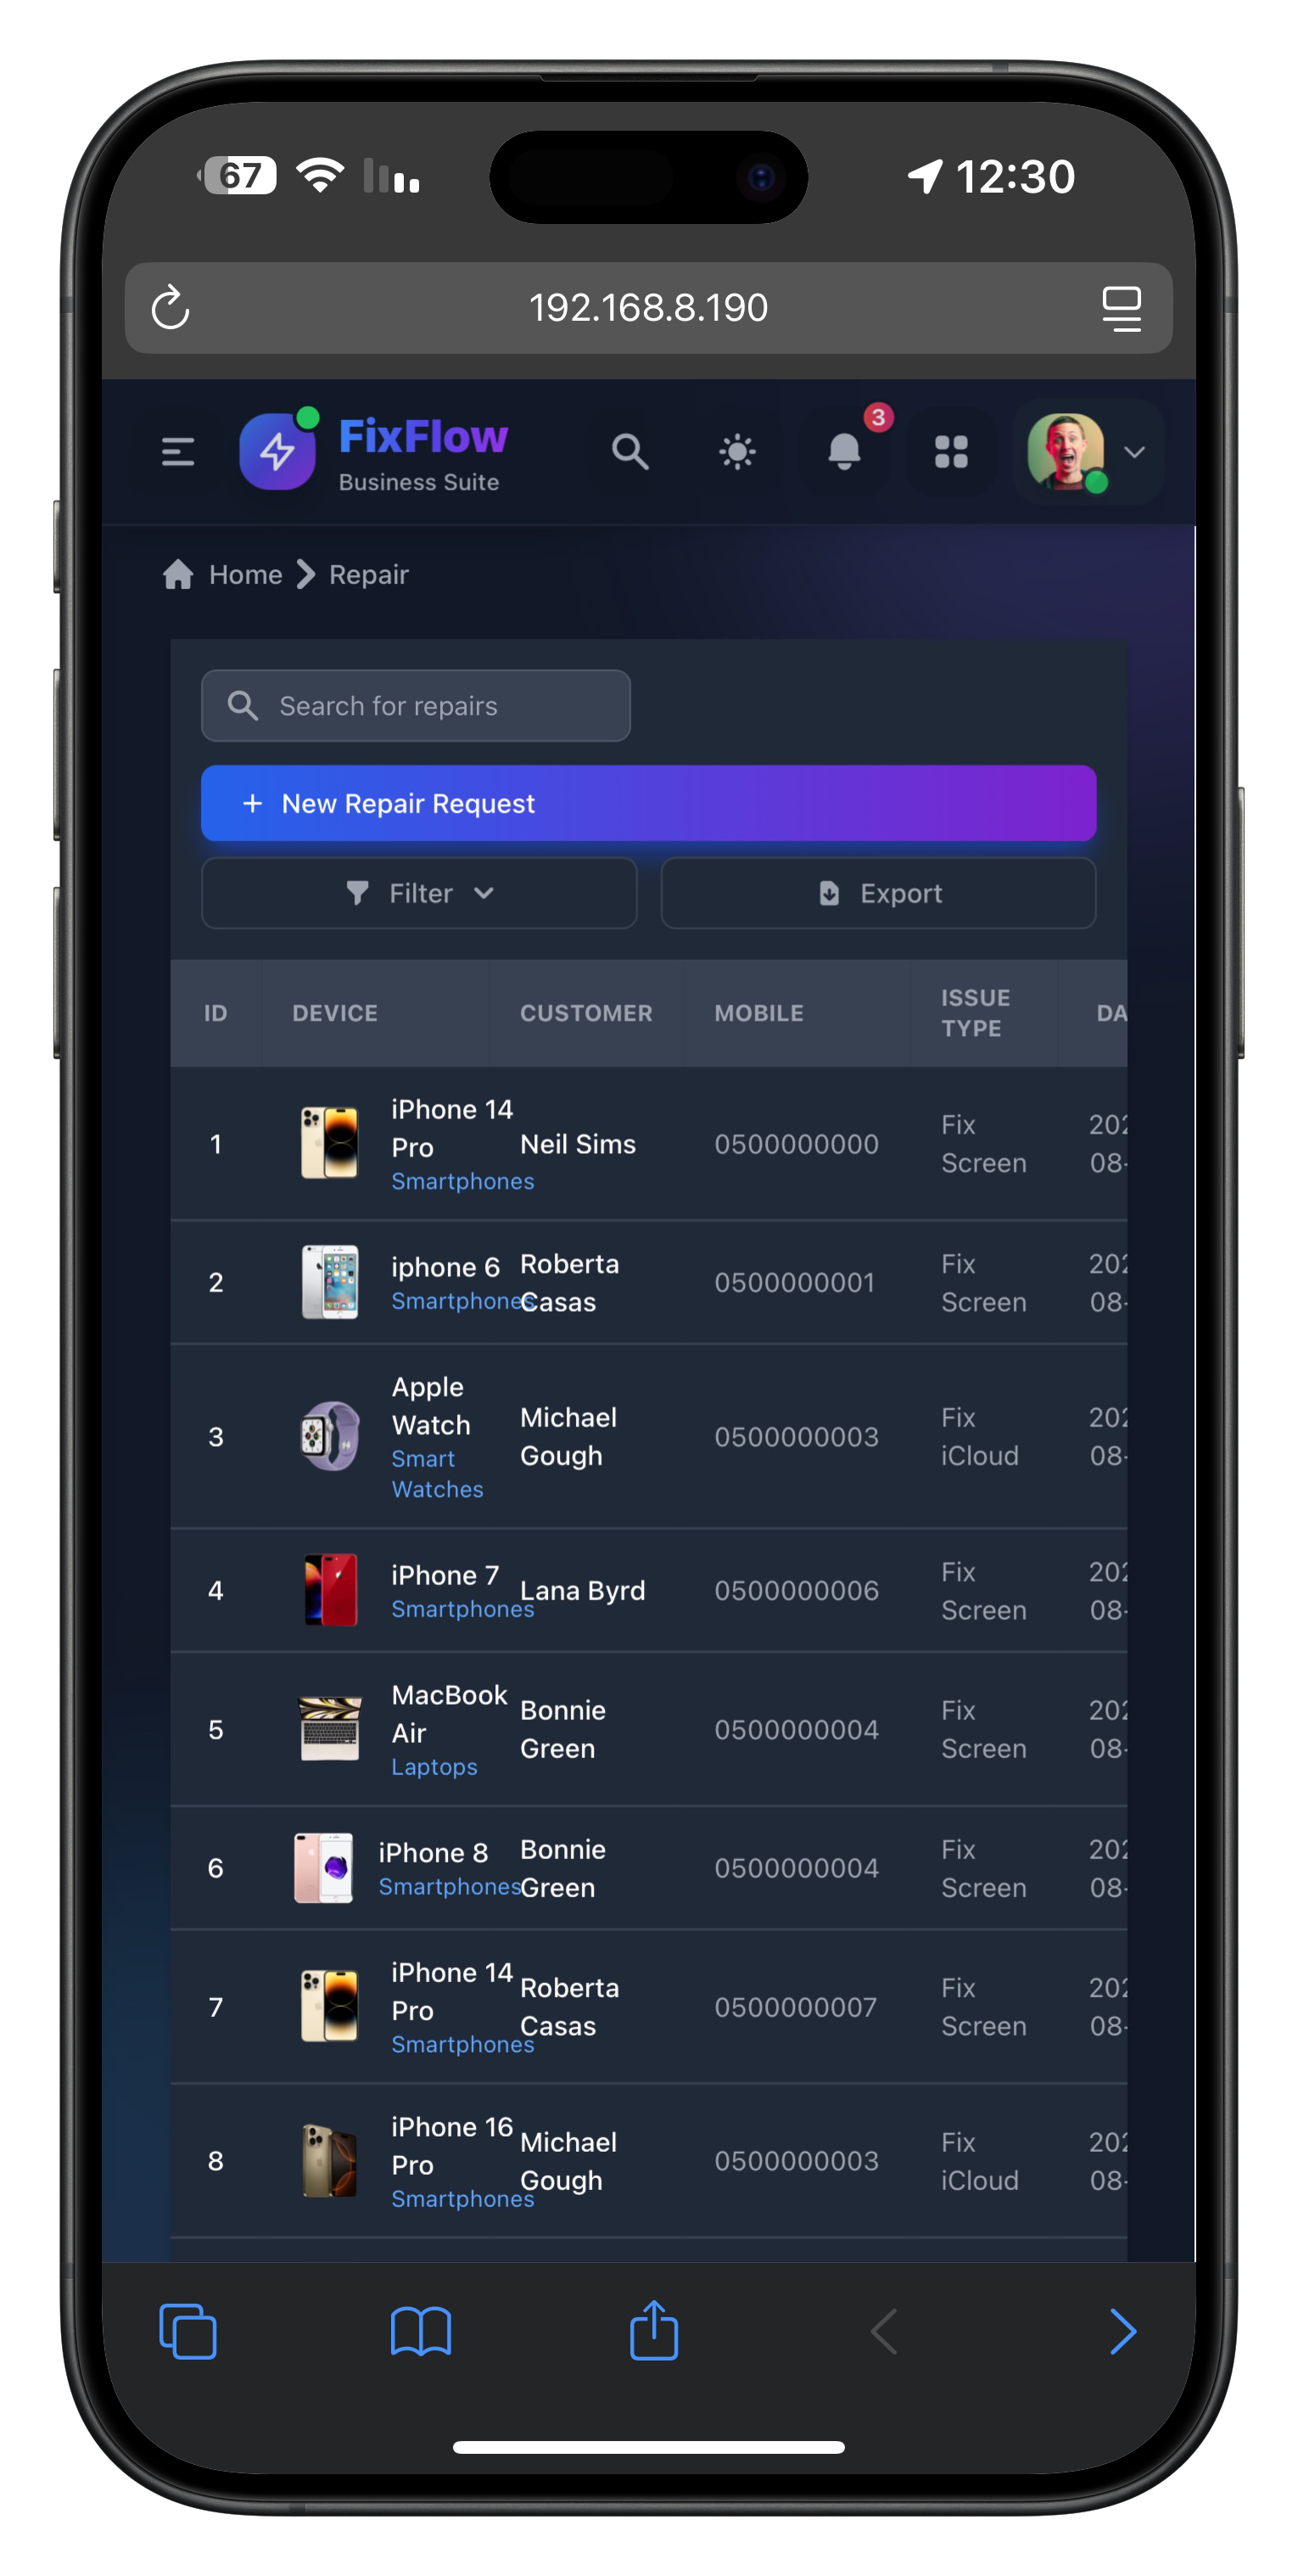 67
12:30
192.168.8.190
FixFlow
Business Suite
3
Home
Repair
Search for repairs
+ New Repair Request
Filter
Export
ID DEVICE CUSTOMER MOBILE ISSUE TYPE DA
1 iPhone 14 Pro Smartphones Neil Sims 0500000000 Fix Screen 202 08-
2 iphone 6 Smartphones Roberta Casas 0500000001 Fix Screen 202 08-
3 Apple Watch Smart Watches Michael Gough 0500000003 Fix iCloud 202 08-
4 iPhone 7 Smartphones Lana Byrd 0500000006 Fix Screen 202 08-
5 MacBook Air Laptops Bonnie Green 0500000004 Fix Screen 202 08-
6 iPhone 8 Smartphones Bonnie Green 0500000004 Fix Screen 202 08-
7 iPhone 14 Pro Smartphones Roberta Casas 0500000007 Fix Screen 202 08-
8 iPhone 16 Pro Smartphones Michael Gough 0500000003 Fix iCloud 202 08-